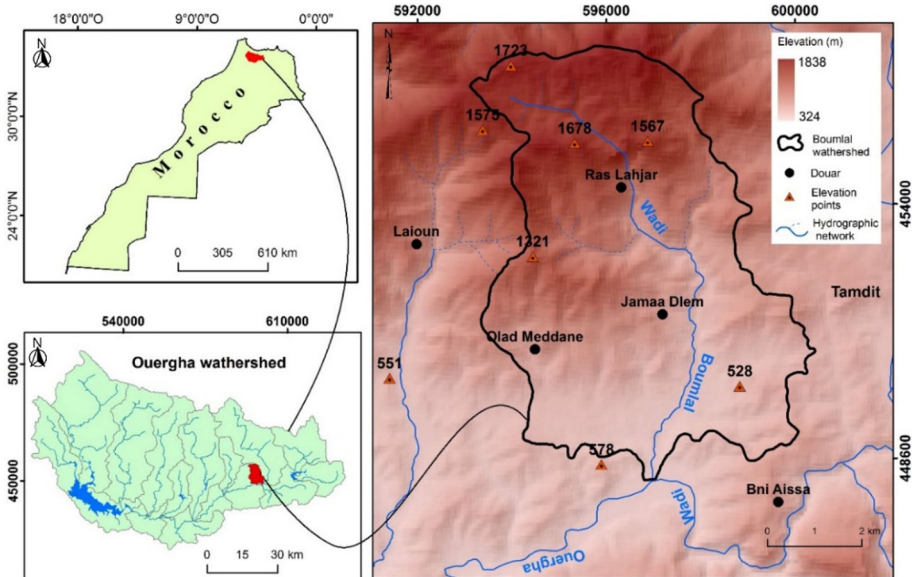 18°0'0"W
9°0'0"W
0°0'0"
N
30°0'0"N
24°0'0"N
Morocco
0 305 610 km
540000
610000
N
500000
450000
Ouergha wathershed
0 15 30 km
592000
596000
600000
N
454000
448600
1723
1575
1678
1567
Ras Lahjar
Laioun
1321
Wadi
Tamdit
Jamaa Dlem
Olad Meddane
551
528
Boumlal
578
Bni Aissa
Wadi
Ouergha
0 1 2 km
Elevation (m)
1838
324
Boumlal
wathershed
Douar
Elevation
points
Hydrographic
network